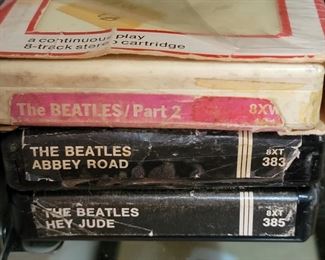 a continuous play
8-track stereo cartridge
The BEATLES/Part 2 8XW
THE BEATLES 8XT
ABBEY ROAD 383
THE BEATLES 8XT
HEY JUDE 385